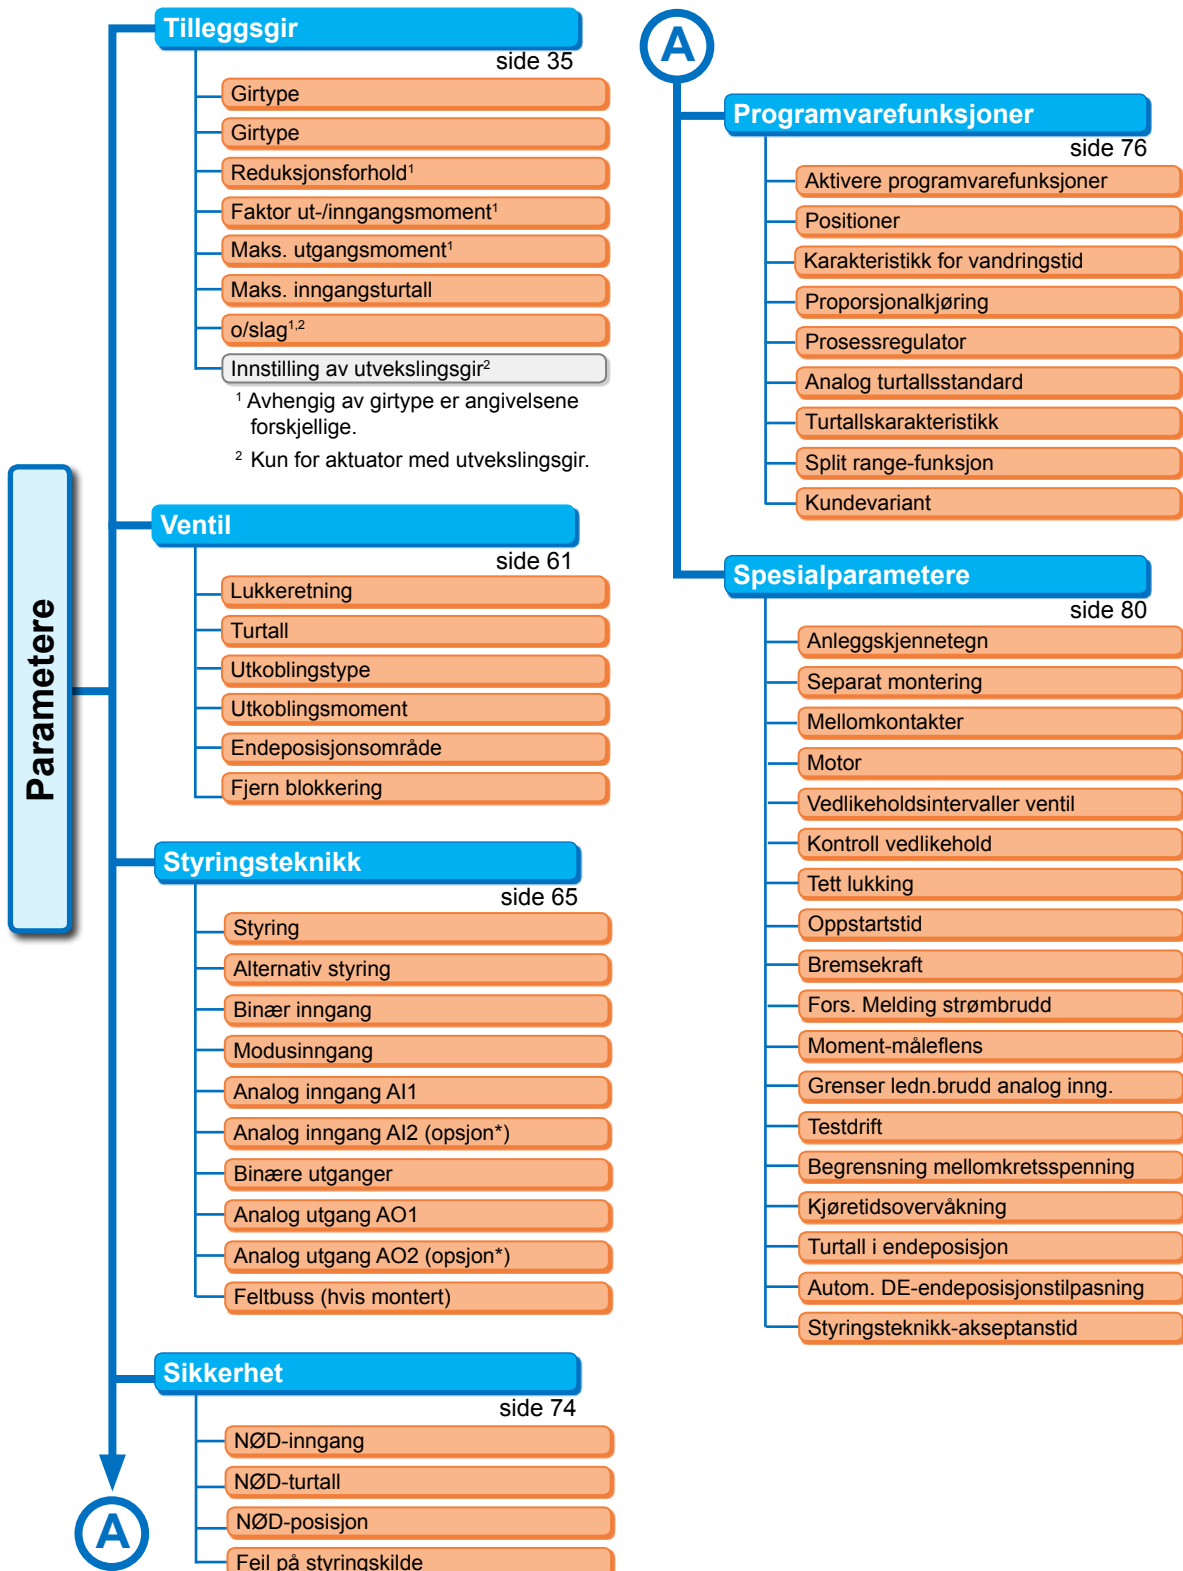 Parametere
Tilleggsgir
side 35
Girtype
Girtype
Reduksjonsforhold¹
Faktor ut-/inngangsmoment¹
Maks. utgangsmoment¹
Maks. inngangsturtall
o/slag¹,²
Innstilling av utvekslingsgir²
¹ Avhengig av girtype er angivelsene
forskjellige.
² Kun for aktuator med utvekslingsgir.
Ventil
side 61
Lukkeretning
Turtall
Utkoblingstype
Utkoblingsmoment
Endeposisjonsområde
Fjern blokkering
Styringsteknikk
side 65
Styring
Alternativ styring
Binær inngang
Modusinngang
Analog inngang AI1
Analog inngang AI2 (opsjon*)
Binære utganger
Analog utgang AO1
Analog utgang AO2 (opsjon*)
Feltbuss (hvis montert)
Sikkerhet
side 74
NØD-inngang
NØD-turtall
NØD-posisjon
Feil på styringskilde
A
A
Programvarefunksjoner
side 76
Aktivere programvarefunksjoner
Positioner
Karakteristikk for vandringstid
Proporsjonalkjøring
Prosessregulator
Analog turtallsstandard
Turtallskarakteristikk
Split range-funksjon
Kundevariant
Spesialparametere
side 80
Anleggskjennetegn
Separat montering
Mellomkontakter
Motor
Vedlikeholdsintervaller ventil
Kontroll vedlikehold
Tett lukking
Oppstartstid
Bremsekraft
Fors. Melding strømbrudd
Moment-måleflens
Grenser ledn.brudd analog inng.
Testdrift
Begrensning mellomkretsspenning
Kjøretidsovervåkning
Turtall i endeposisjon
Autom. DE-endeposisjonstilpasning
Styringsteknikk-akseptanstid